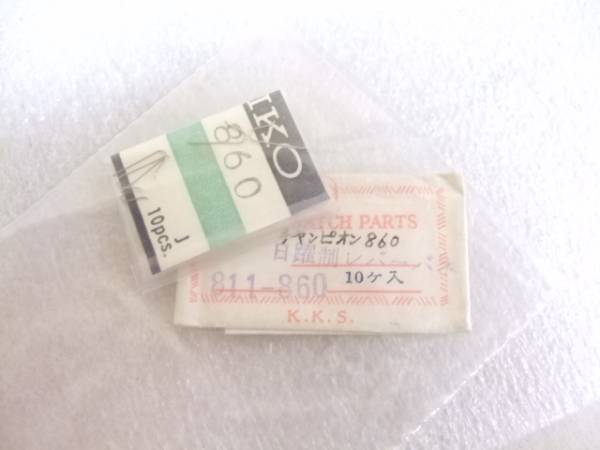 IKO
860
J
10pcs.
WATCH PARTS
チャンピオン860
日躍制レバー
811-860
10ケ入
K.K.S.